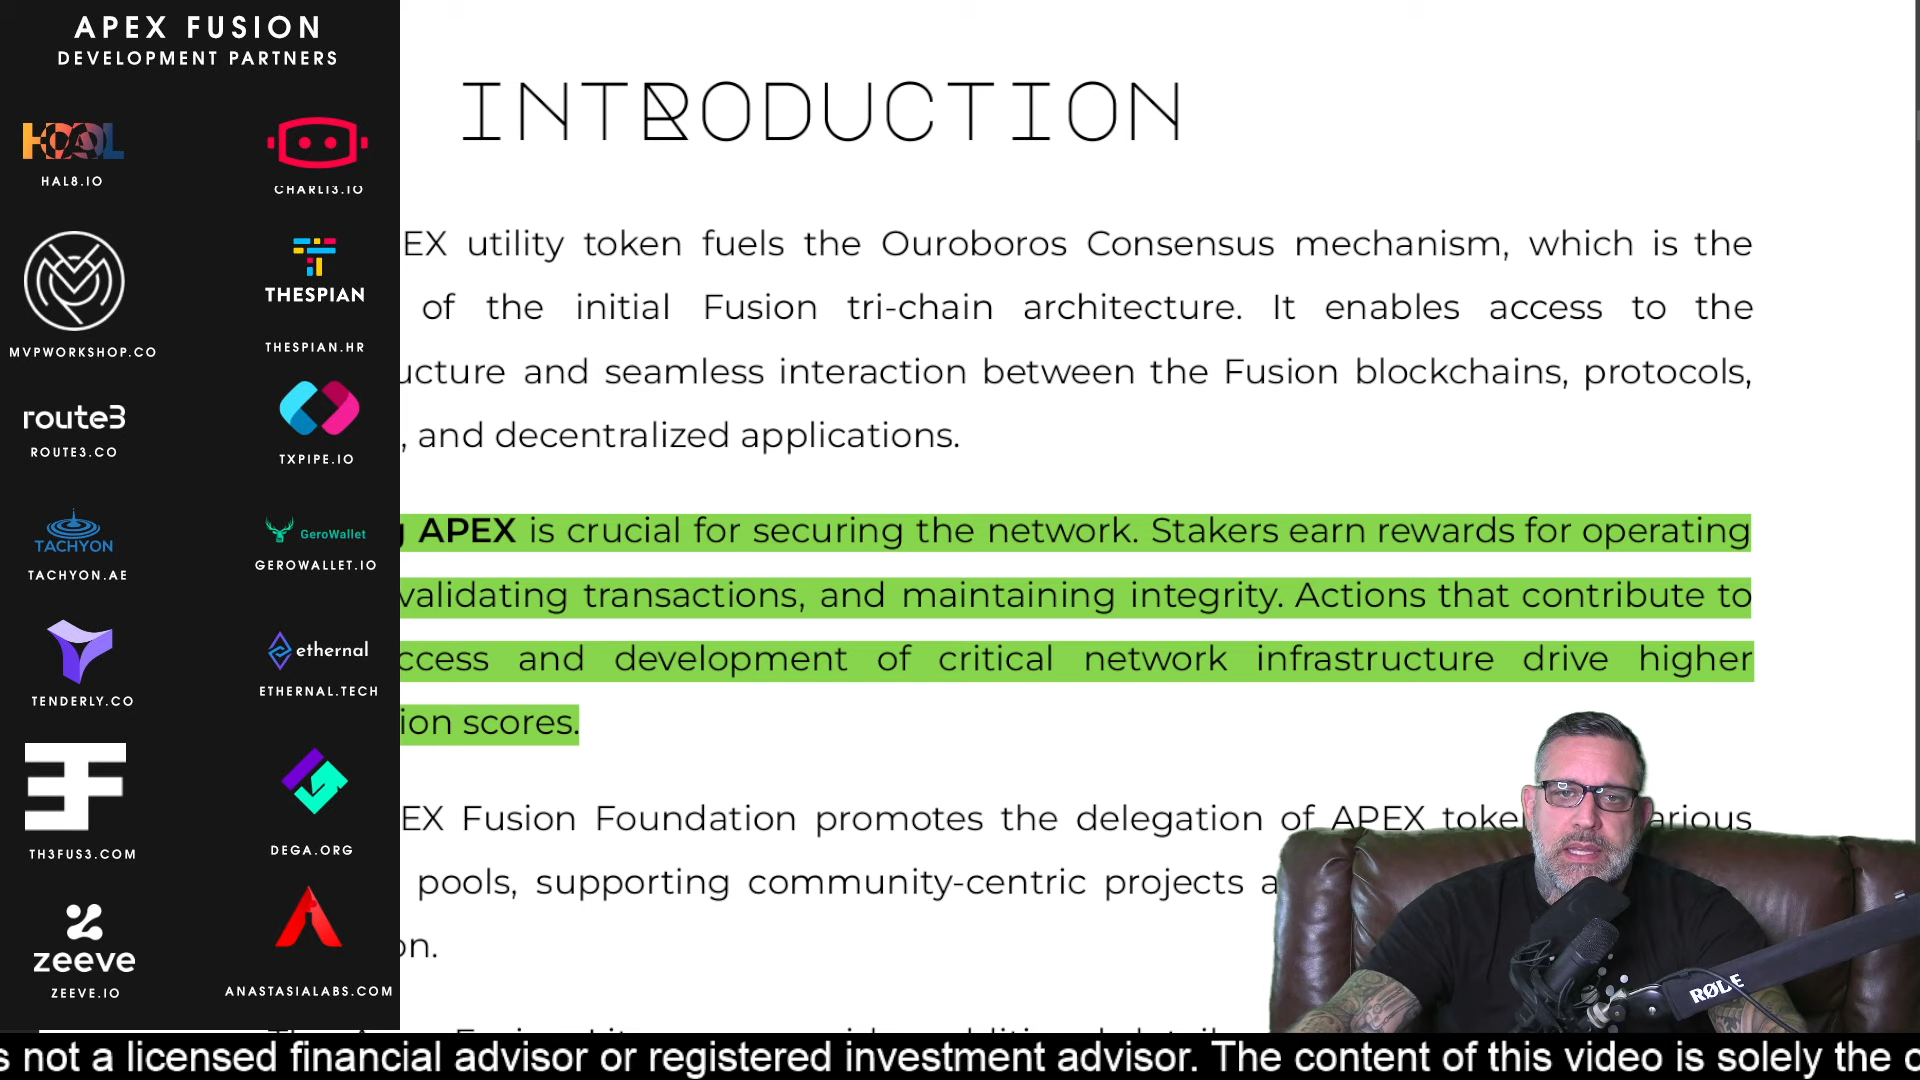 APEX FUSION
DEVELOPMENT PARTNERS
HAL8.IO
CHARLI3.IO
MVPWORKSHOP.CO
THESPIAN
THESPIAN.HR
route3
ROUTE3.CO
TXPIPE.IO
TACHYON
TACHYON.AE
GeroWallet
GEROWALLET.IO
TENDERLY.CO
ethernal
ETHERNAL.TECH
TH3FUS3.COM
DEGA.ORG
zeeve
ZEEVE.IO
ANASTASIALABS.COM
INTRODUCTION
EX utility token fuels the Ouroboros Consensus mechanism, which is the
of the initial Fusion tri-chain architecture. It enables access to the
ucture and seamless interaction between the Fusion blockchains, protocols,
, and decentralized applications.
g APEX is crucial for securing the network. Stakers earn rewards for operating
validating transactions, and maintaining integrity. Actions that contribute to
ccess and development of critical network infrastructure drive higher
ion scores.
EX Fusion Foundation promotes the delegation of APEX toke arious
pools, supporting community-centric projects a
on.
RØDE
s not a licensed financial advisor or registered investment advisor. The content of this video is solely the o